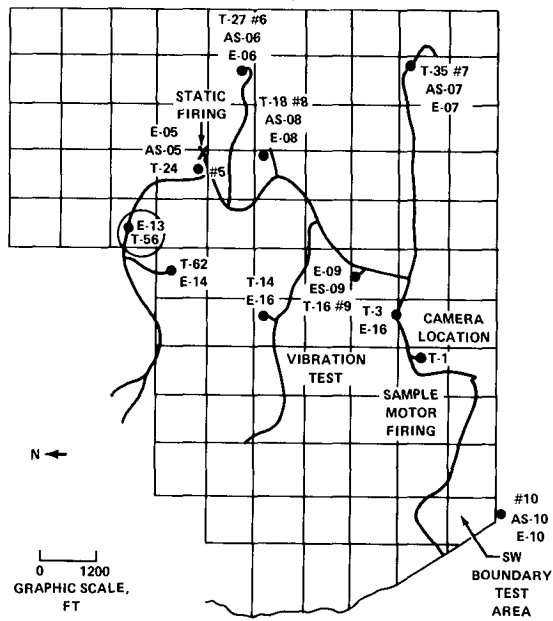 T-27 #6
AS-06
E-06
T-35 #7
AS-07
E-07
STATIC
FIRING
T-18 #8
AS-08
E-08
E-05
AS-05
T-24
#5
X
E-13
T-56
T-62
E-14
T-14
E-16
E-09
ES-09
T-16 #9
T-3
E-16
CAMERA
LOCATION
T-1
VIBRATION
TEST
SAMPLE
MOTOR
FIRING
N
#10
AS-10
E-10
SW
BOUNDARY
TEST
AREA
0 1200
GRAPHIC SCALE,
FT